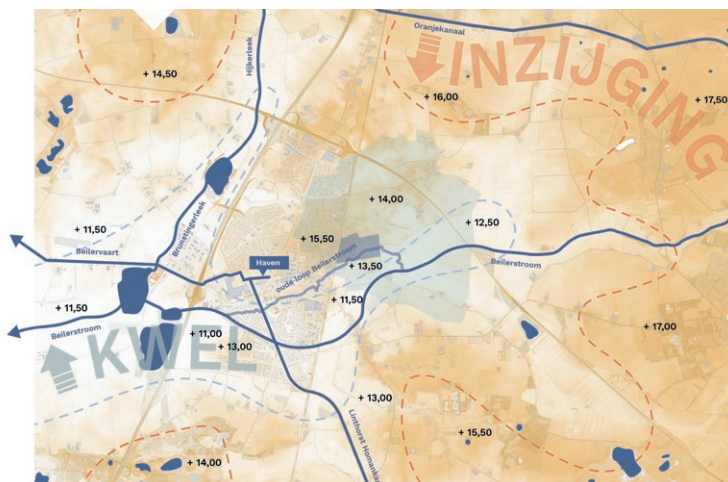 Oranjekanaal
INZIJGING
+ 14,50
Hijkerleek
+ 16,00
+ 17,50
+ 14,00
+ 12,50
+ 11,50
Brunstingerleek
+ 15,50
Beilervaart
Haven
oude loop Beilerstroom
+ 13,50
Beilerstroom
+ 11,50
+ 11,50
Beilerstroom
+ 11,00
+ 13,00
+ 17,00
KWEL
+ 13,00
Linthorst Homankan
+ 15,50
+ 14,00